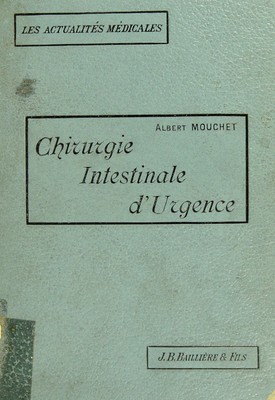 LES ACTUALITÉS MÉDICALES
ALBERT MOUCHET
Chirurgie
Intestinale
d'Urgence
J. B. BAILLIÈRE & FILS